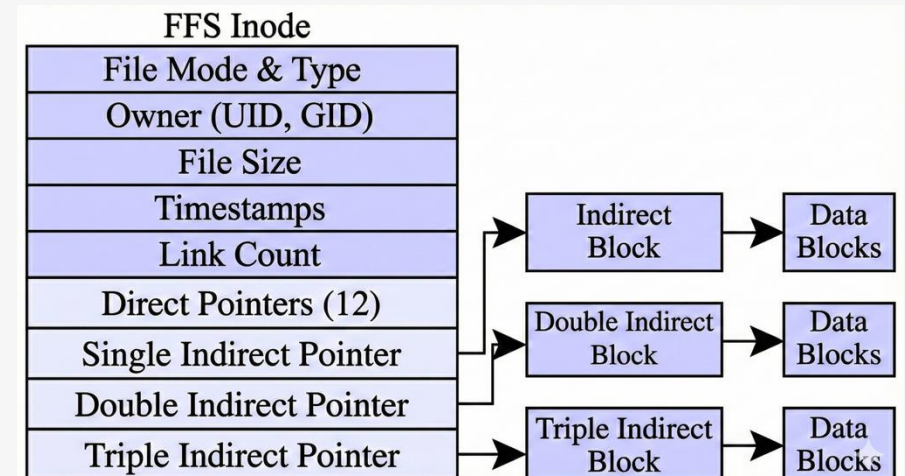 FFS Inode
File Mode & Type
Owner (UID, GID)
File Size
Timestamps
Link Count
Direct Pointers (12)
Single Indirect Pointer
Double Indirect Pointer
Triple Indirect Pointer
Indirect
Block
Data
Blocks
Double Indirect
Block
Data
Blocks
Triple Indirect
Block
Data
Blocks